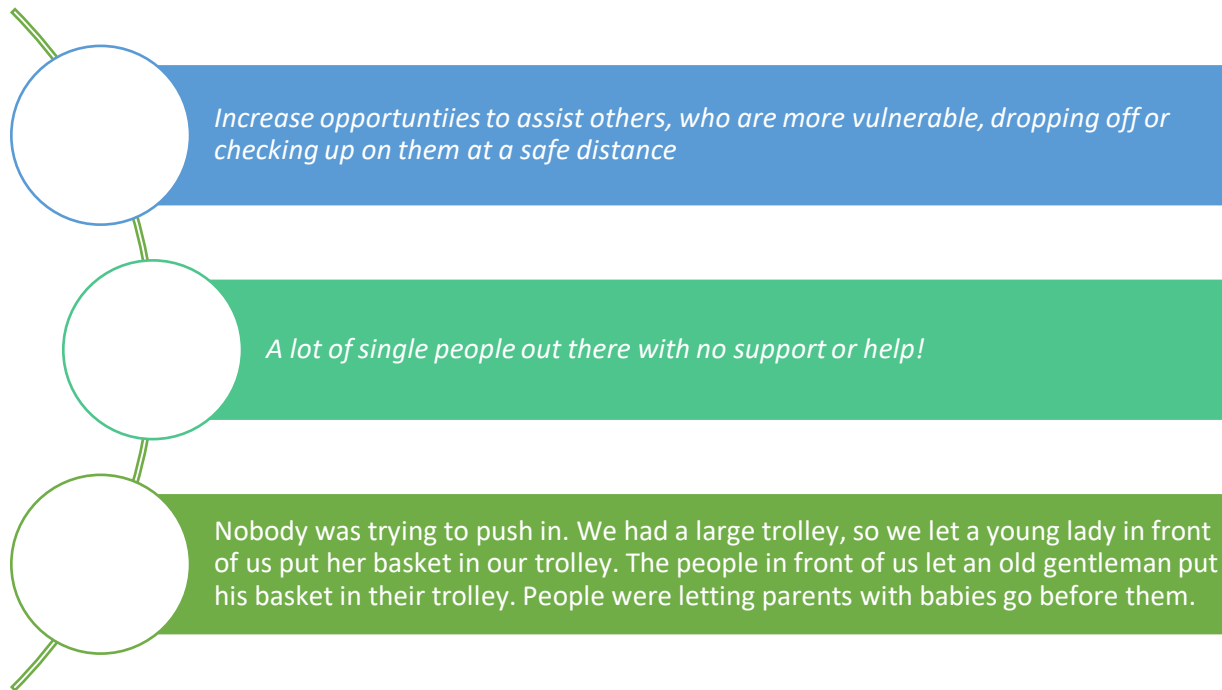 Increase opportuntiies to assist others, who are more vulnerable, dropping off or
checking up on them at a safe distance
A lot of single people out there with no support or help!
Nobody was trying to push in. We had a large trolley, so we let a young lady in front
of us put her basket in our trolley. The people in front of us let an old gentleman put
his basket in their trolley. People were letting parents with babies go before them.